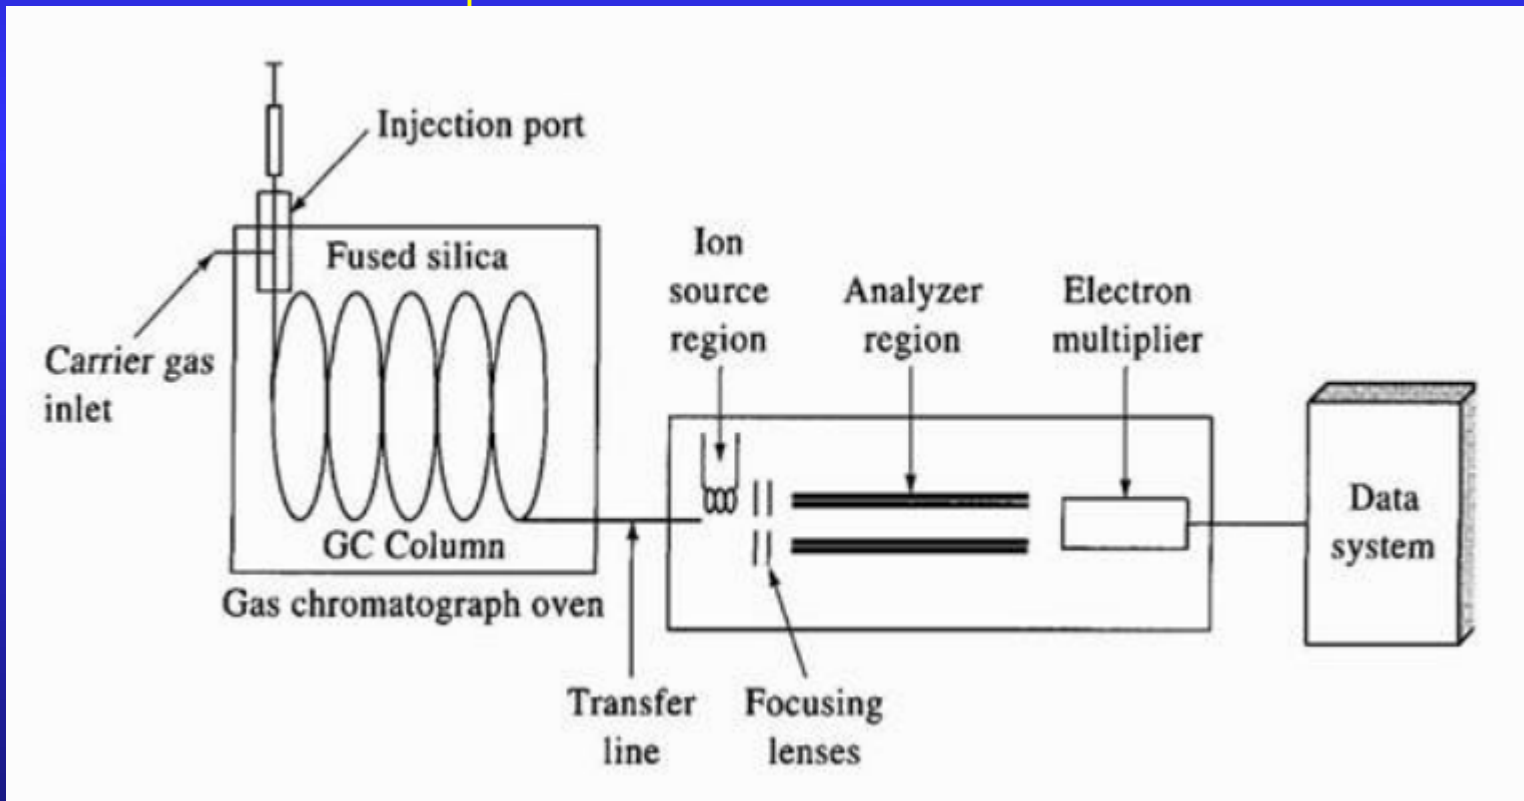 Injection port
Fused silica
Carrier gas
inlet
GC Column
Gas chromatograph oven
Ion
source
region
Analyzer
region
Electron
multiplier
Data
system
Transfer
line
Focusing
lenses